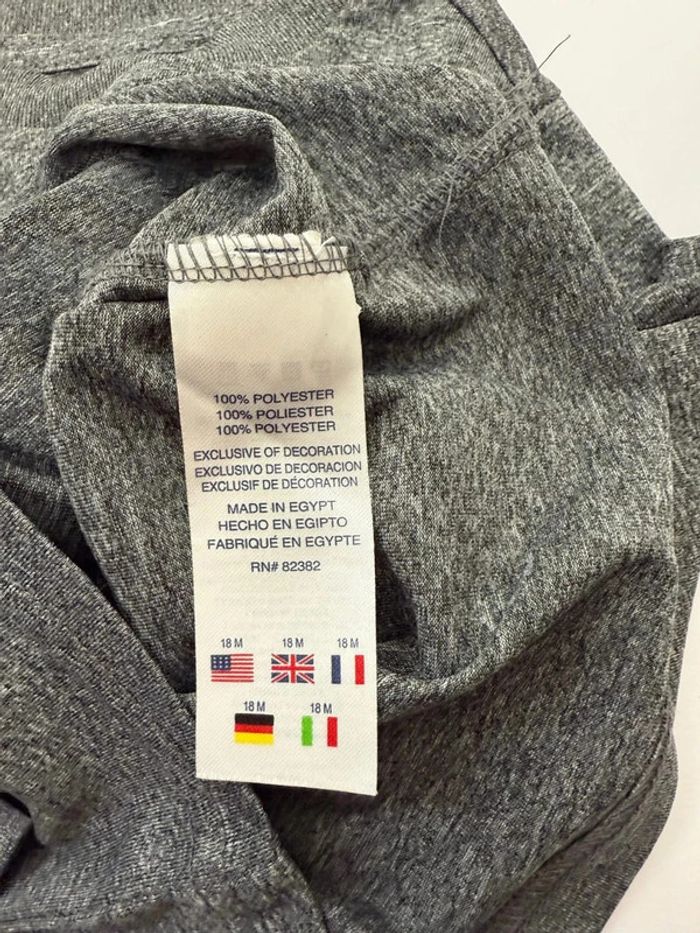 100% POLYESTER
100% POLIESTER
100% POLYESTER
EXCLUSIVE OF DECORATION
EXCLUSIVO DE DECORACION
EXCLUSIF DE DÉCORATION
MADE IN EGYPT
HECHO EN EGIPTO
FABRIQUÉ EN EGYPTE
RN# 82382
18 M 18 M 18 M
18 M 18 M